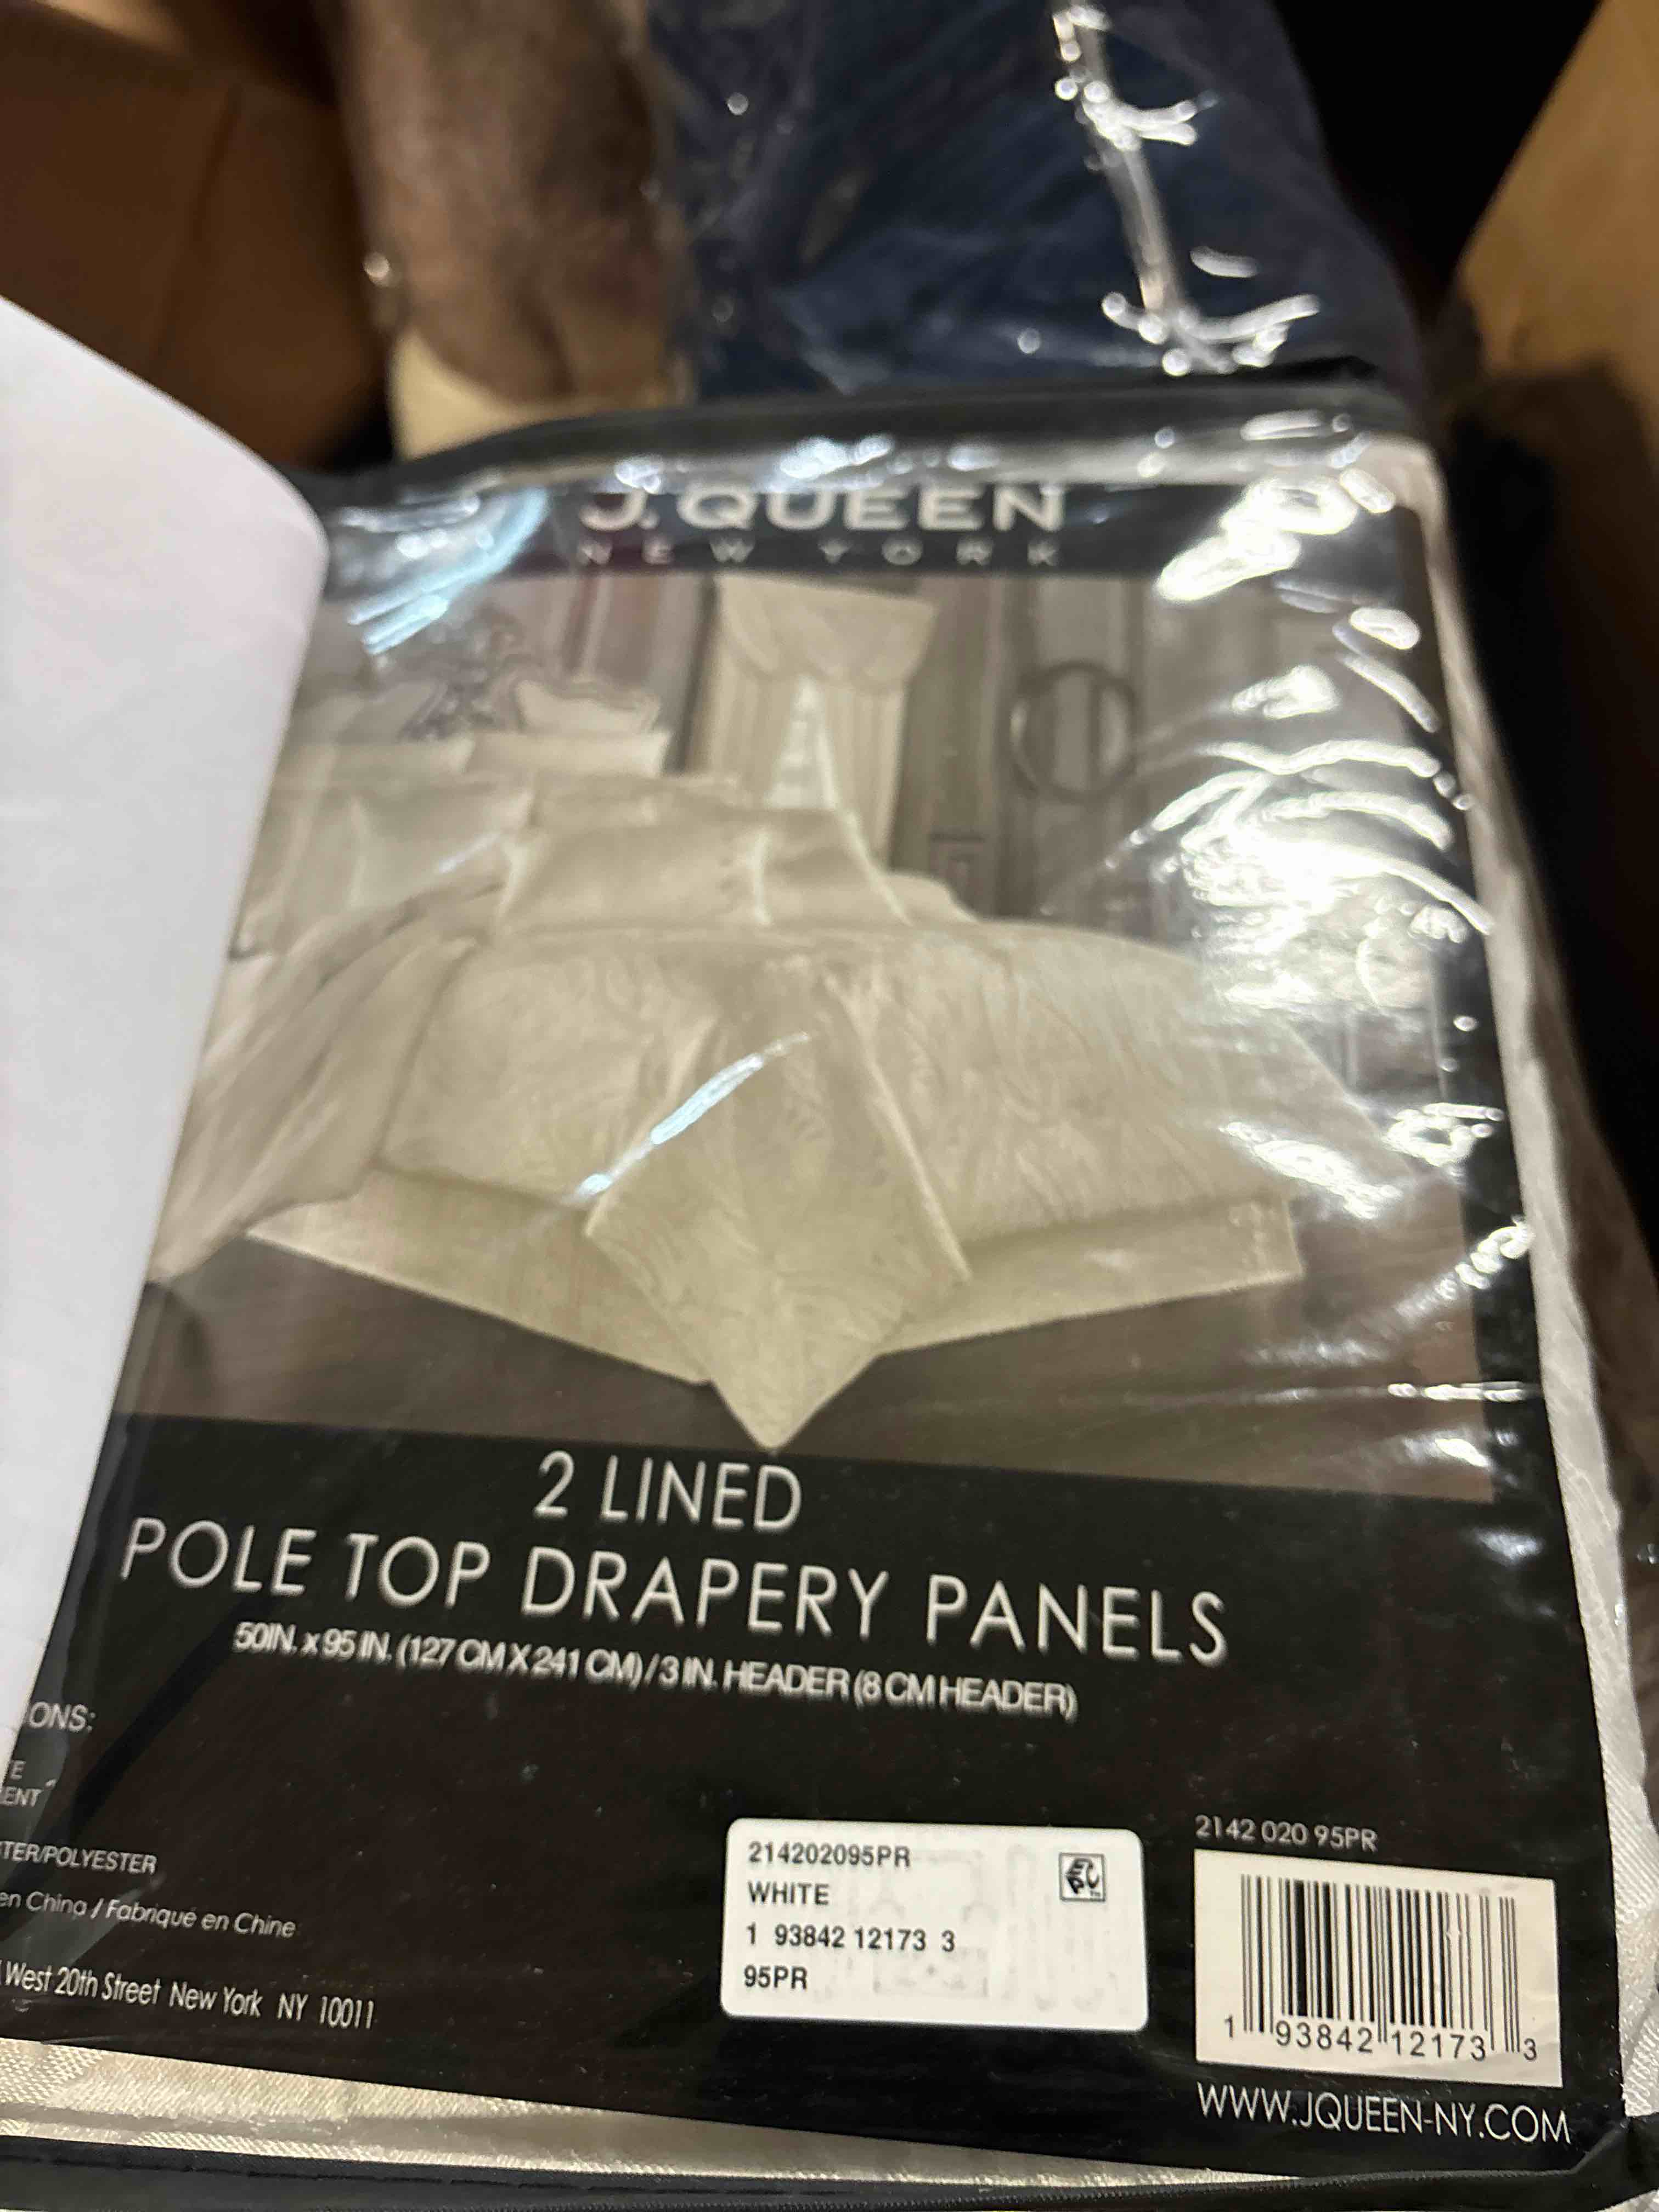 J. QUEEN
NEW YORK
2 LINED
POLE TOP DRAPERY PANELS
50IN. x 95 IN. (127 CM X 241 CM) / 3 IN. HEADER (8 CM HEADER)
ONS:
TE
ENT
TER/POLYESTER
en China / Fabriqué en Chine
West 20th Street New York NY 10011
214202095PR
WHITE
1 93842 12173 3
95PR
2142 020 95PR
1 93842 12173 3
WWW.JQUEEN-NY.COM